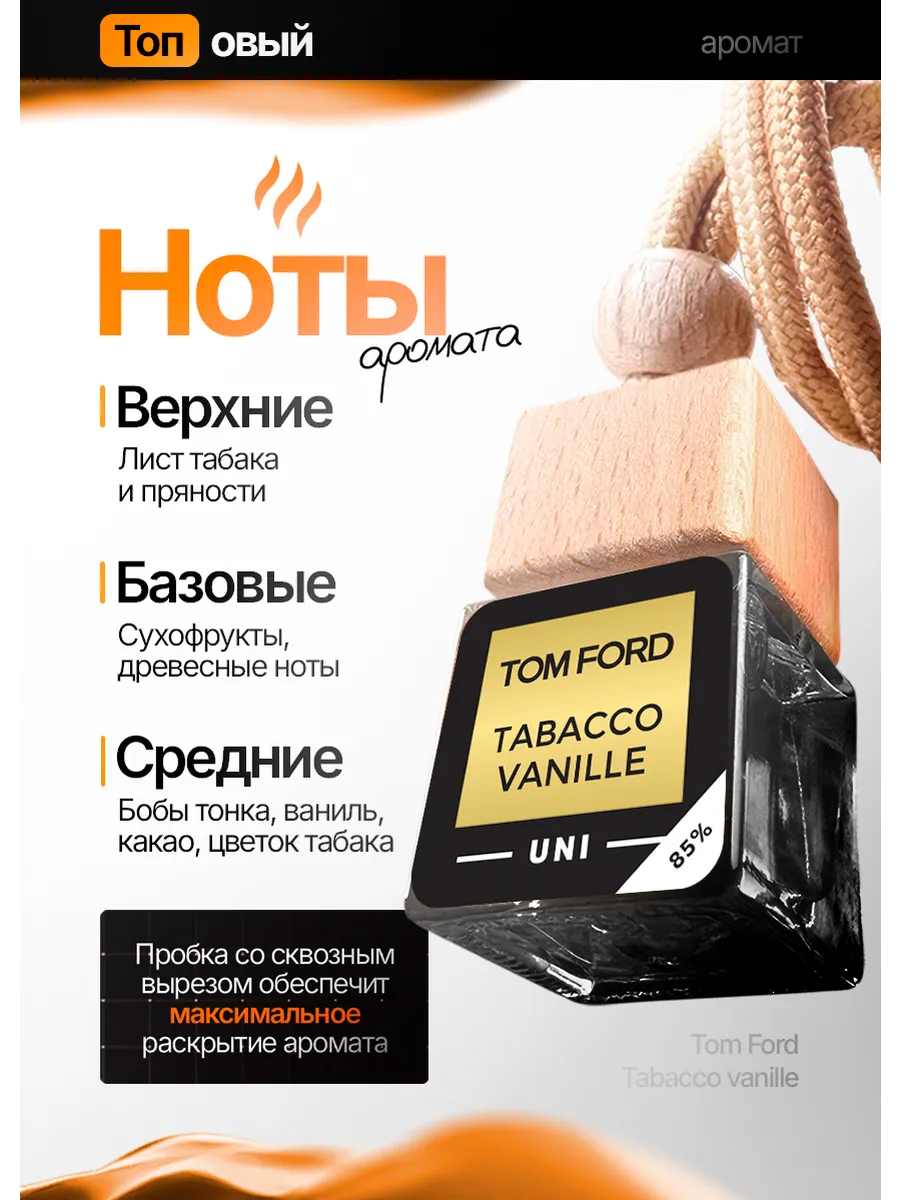 Топ овый
аромат
Ноты
аромата
Верхние
Лист табака
и пряности
Базовые
Сухофрукты,
древесные ноты
Средние
Бобы тонка, ваниль,
какао, цветок табака
Пробка со сквозным
вырезом обеспечит
максимальное
раскрытие аромата
TOM FORD
TABACCO
VANILLE
UNI
85%
Tom Ford
Tabacco vanille